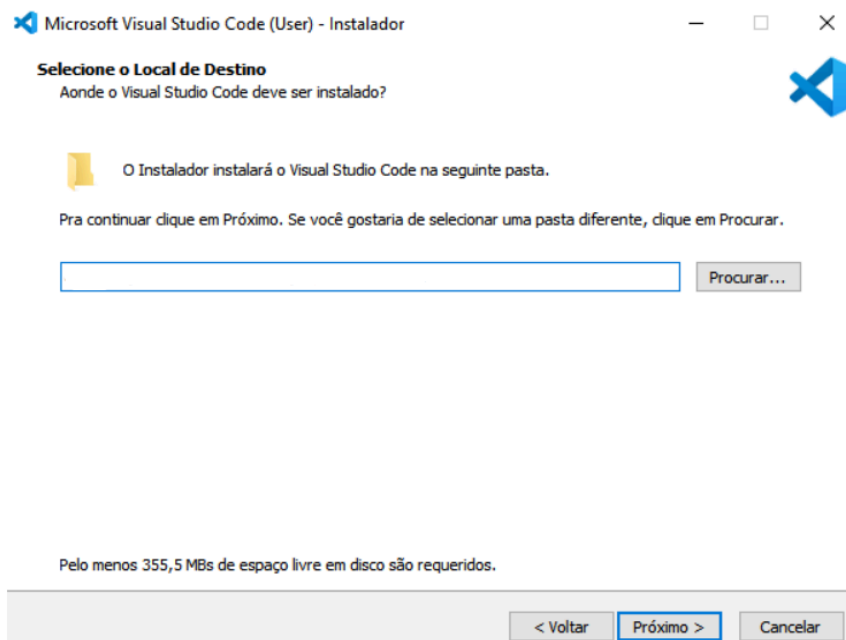 Microsoft Visual Studio Code (User) - Instalador
Selecione o Local de Destino
Aonde o Visual Studio Code deve ser instalado?
O Instalador instalará o Visual Studio Code na seguinte pasta.
Pra continuar clique em Próximo. Se você gostaria de selecionar uma pasta diferente, clique em Procurar.
Procurar...
Pelo menos 355,5 MBs de espaço livre em disco são requeridos.
< Voltar Próximo > Cancelar